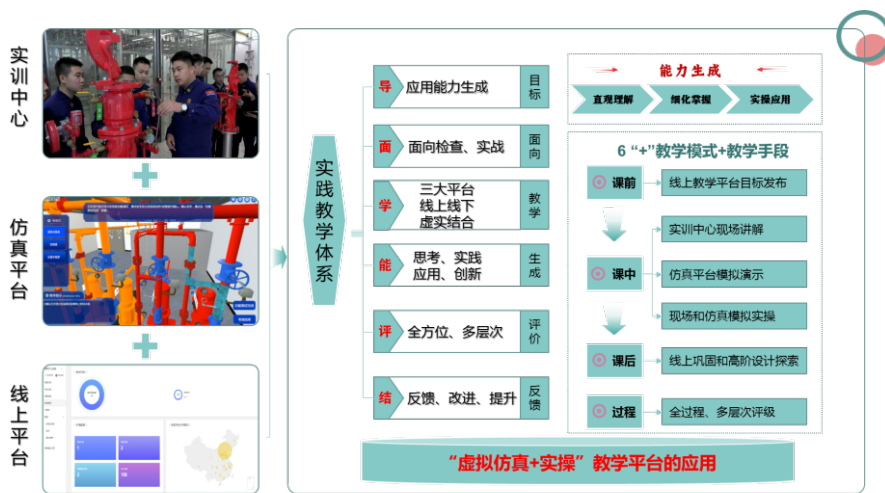 实训中心
仿真平台
线上平台
实践教学体系
导
应用能力生成
目标
面
面向检查、实战
面向
学
三大平台
线上线下
虚实结合
教学
能
思考、实践
应用、创新
生成
评
全方位、多层次
评价
结
反馈、改进、提升
反馈
能力生成
直观理解
细化掌握
实操应用
6 “+”教学模式+教学手段
课前
线上教学平台目标发布
课中
实训中心现场讲解
仿真平台模拟演示
现场和仿真模拟实操
课后
线上巩固和高阶设计探索
过程
全过程、多层次评级
“虚拟仿真+实操”教学平台的应用